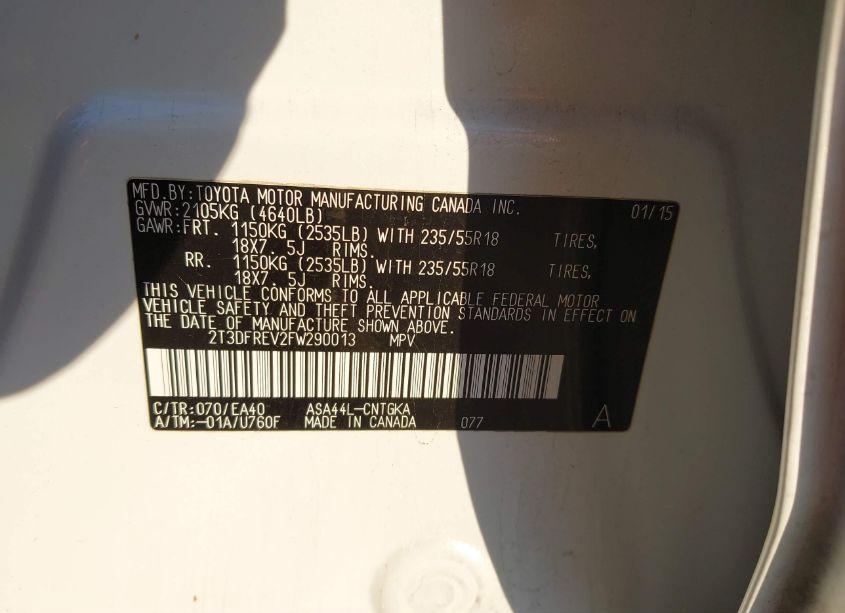 MFD.BY:TOYOTA MOTOR MANUFACTURING CANADA INC. 01/15
GVWR:2105KG (4640LB)
GAWR:FRT. 1150KG (2535LB) WITH 235/55R18 TIRES,
18X7. 5J RIMS.
RR. 1150KG (2535LB) WITH 235/55R18 TIRES,
18X7. 5J RIMS.
THIS VEHICLE CONFORMS TO ALL APPLICABLE FEDERAL MOTOR
VEHICLE SAFETY AND THEFT PREVENTION STANDARDS IN EFFECT ON
THE DATE OF MANUFACTURE SHOWN ABOVE.
2T3DFREV2FW290013 MPV
C/TR:070/EA40 ASA44L-CNTGKA
A/TM:-01A/U760F MADE IN CANADA 077 A